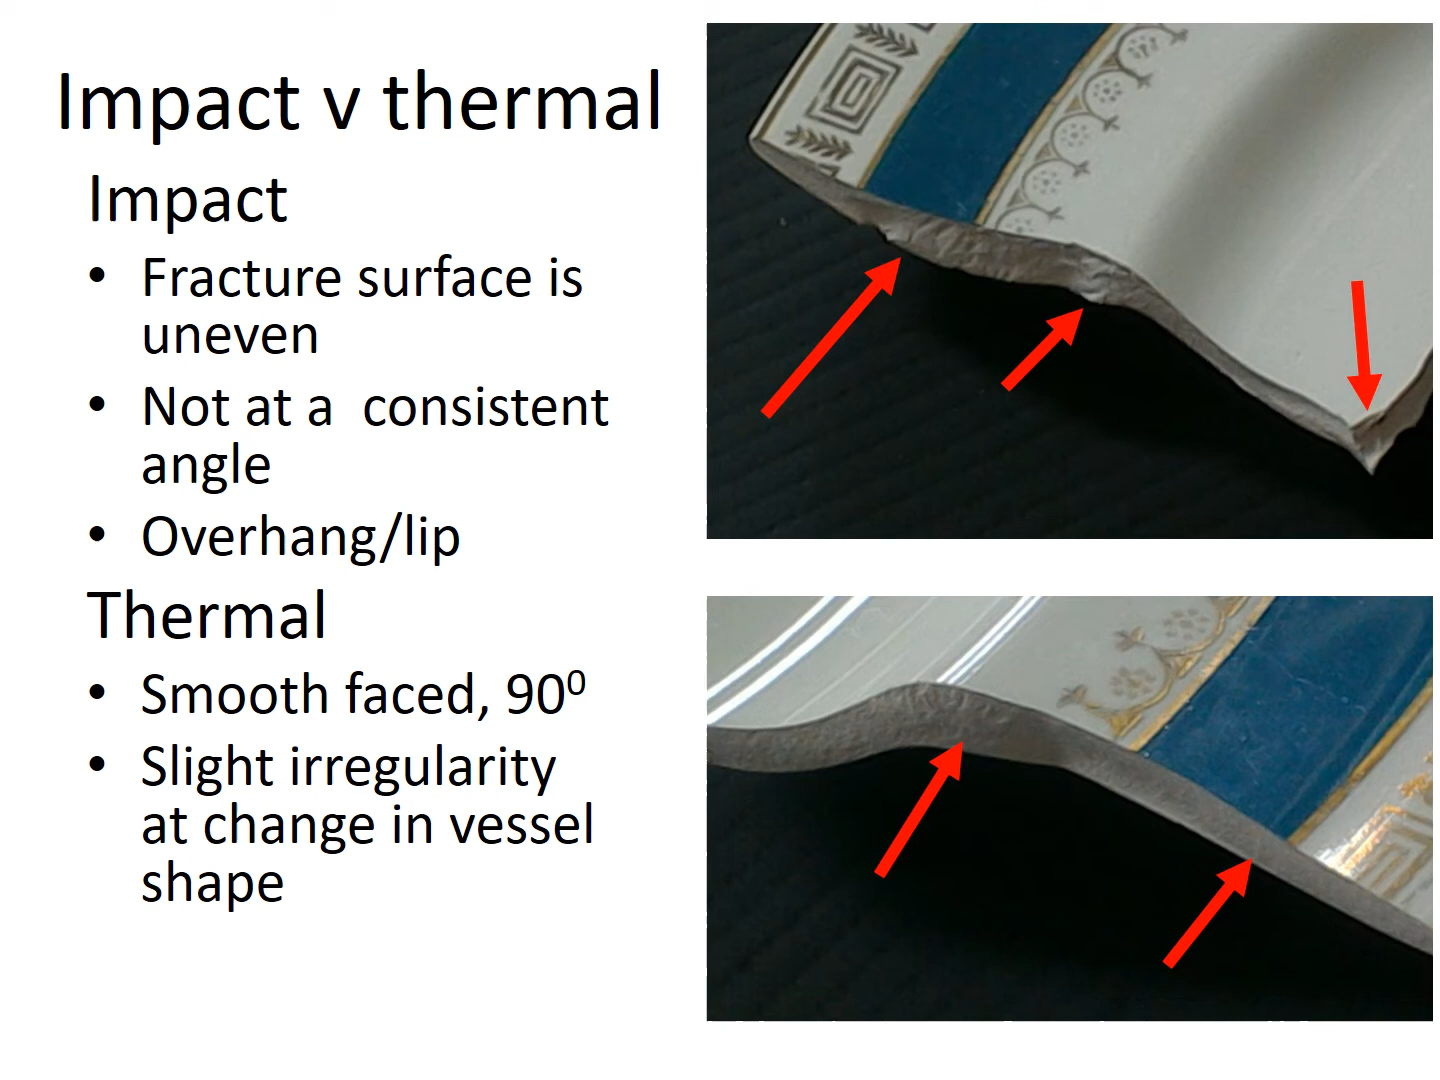 Impact v thermal
Impact
• Fracture surface is
uneven
• Not at a  consistent
angle
• Overhang/lip
Thermal
• Smooth faced, 90⁰
• Slight irregularity
at change in vessel
shape